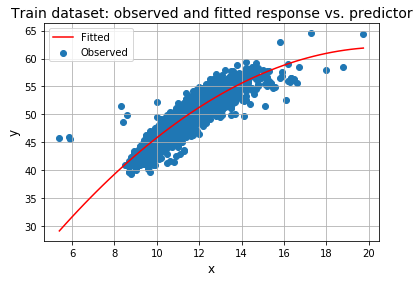 Train dataset: observed and fitted response vs. predictor
Fitted
Observed
65
60
55
50
45
40
35
30
y
6 8 10 12 14 16 18 20
x